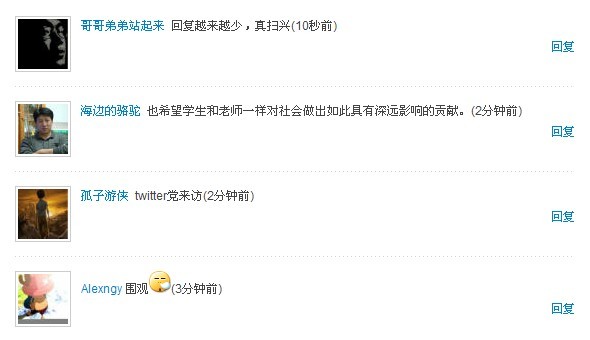 哥哥弟弟站起来 回复越来越少，真扫兴(10秒前)
回复
海边的骆驼 也希望学生和老师一样对社会做出如此具有深远影响的贡献。(2分钟前)
回复
孤子游侠 twitter党来访(2分钟前)
回复
Alexngy 围观(3分钟前)
回复